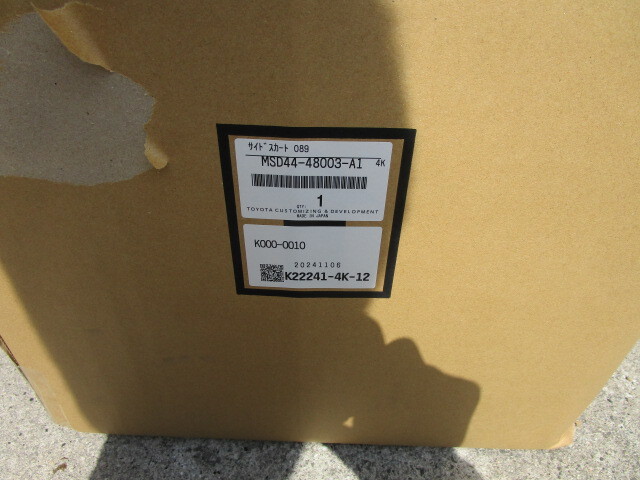 サイドスカート 089
MSD44-48003-A1 4K
QTY:
1
TOYOTA CUSTOMIZING & DEVELOPMENT
MADE IN JAPAN
K000-0010
20241106
K22241-4K-12